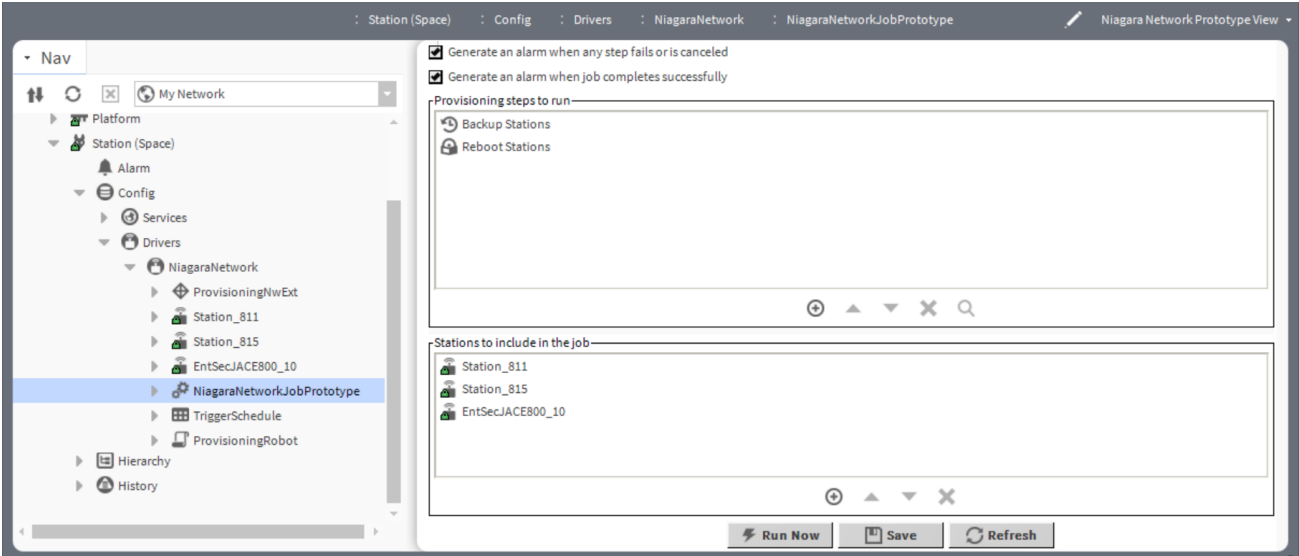 : Station (Space) : Config : Drivers : NiagaraNetwork : NiagaraNetworkJobPrototype Niagara Network Prototype View
Nav
My Network
Platform
Station (Space)
Alarm
Config
Services
Drivers
NiagaraNetwork
ProvisioningNwExt
Station_811
Station_815
EntSecJACE800_10
NiagaraNetworkJobPrototype
TriggerSchedule
ProvisioningRobot
Hierarchy
History
Generate an alarm when any step fails or is canceled
Generate an alarm when job completes successfully
Provisioning steps to run
Backup Stations
Reboot Stations
Stations to include in the job
Station_811
Station_815
EntSecJACE800_10
Run Now Save Refresh